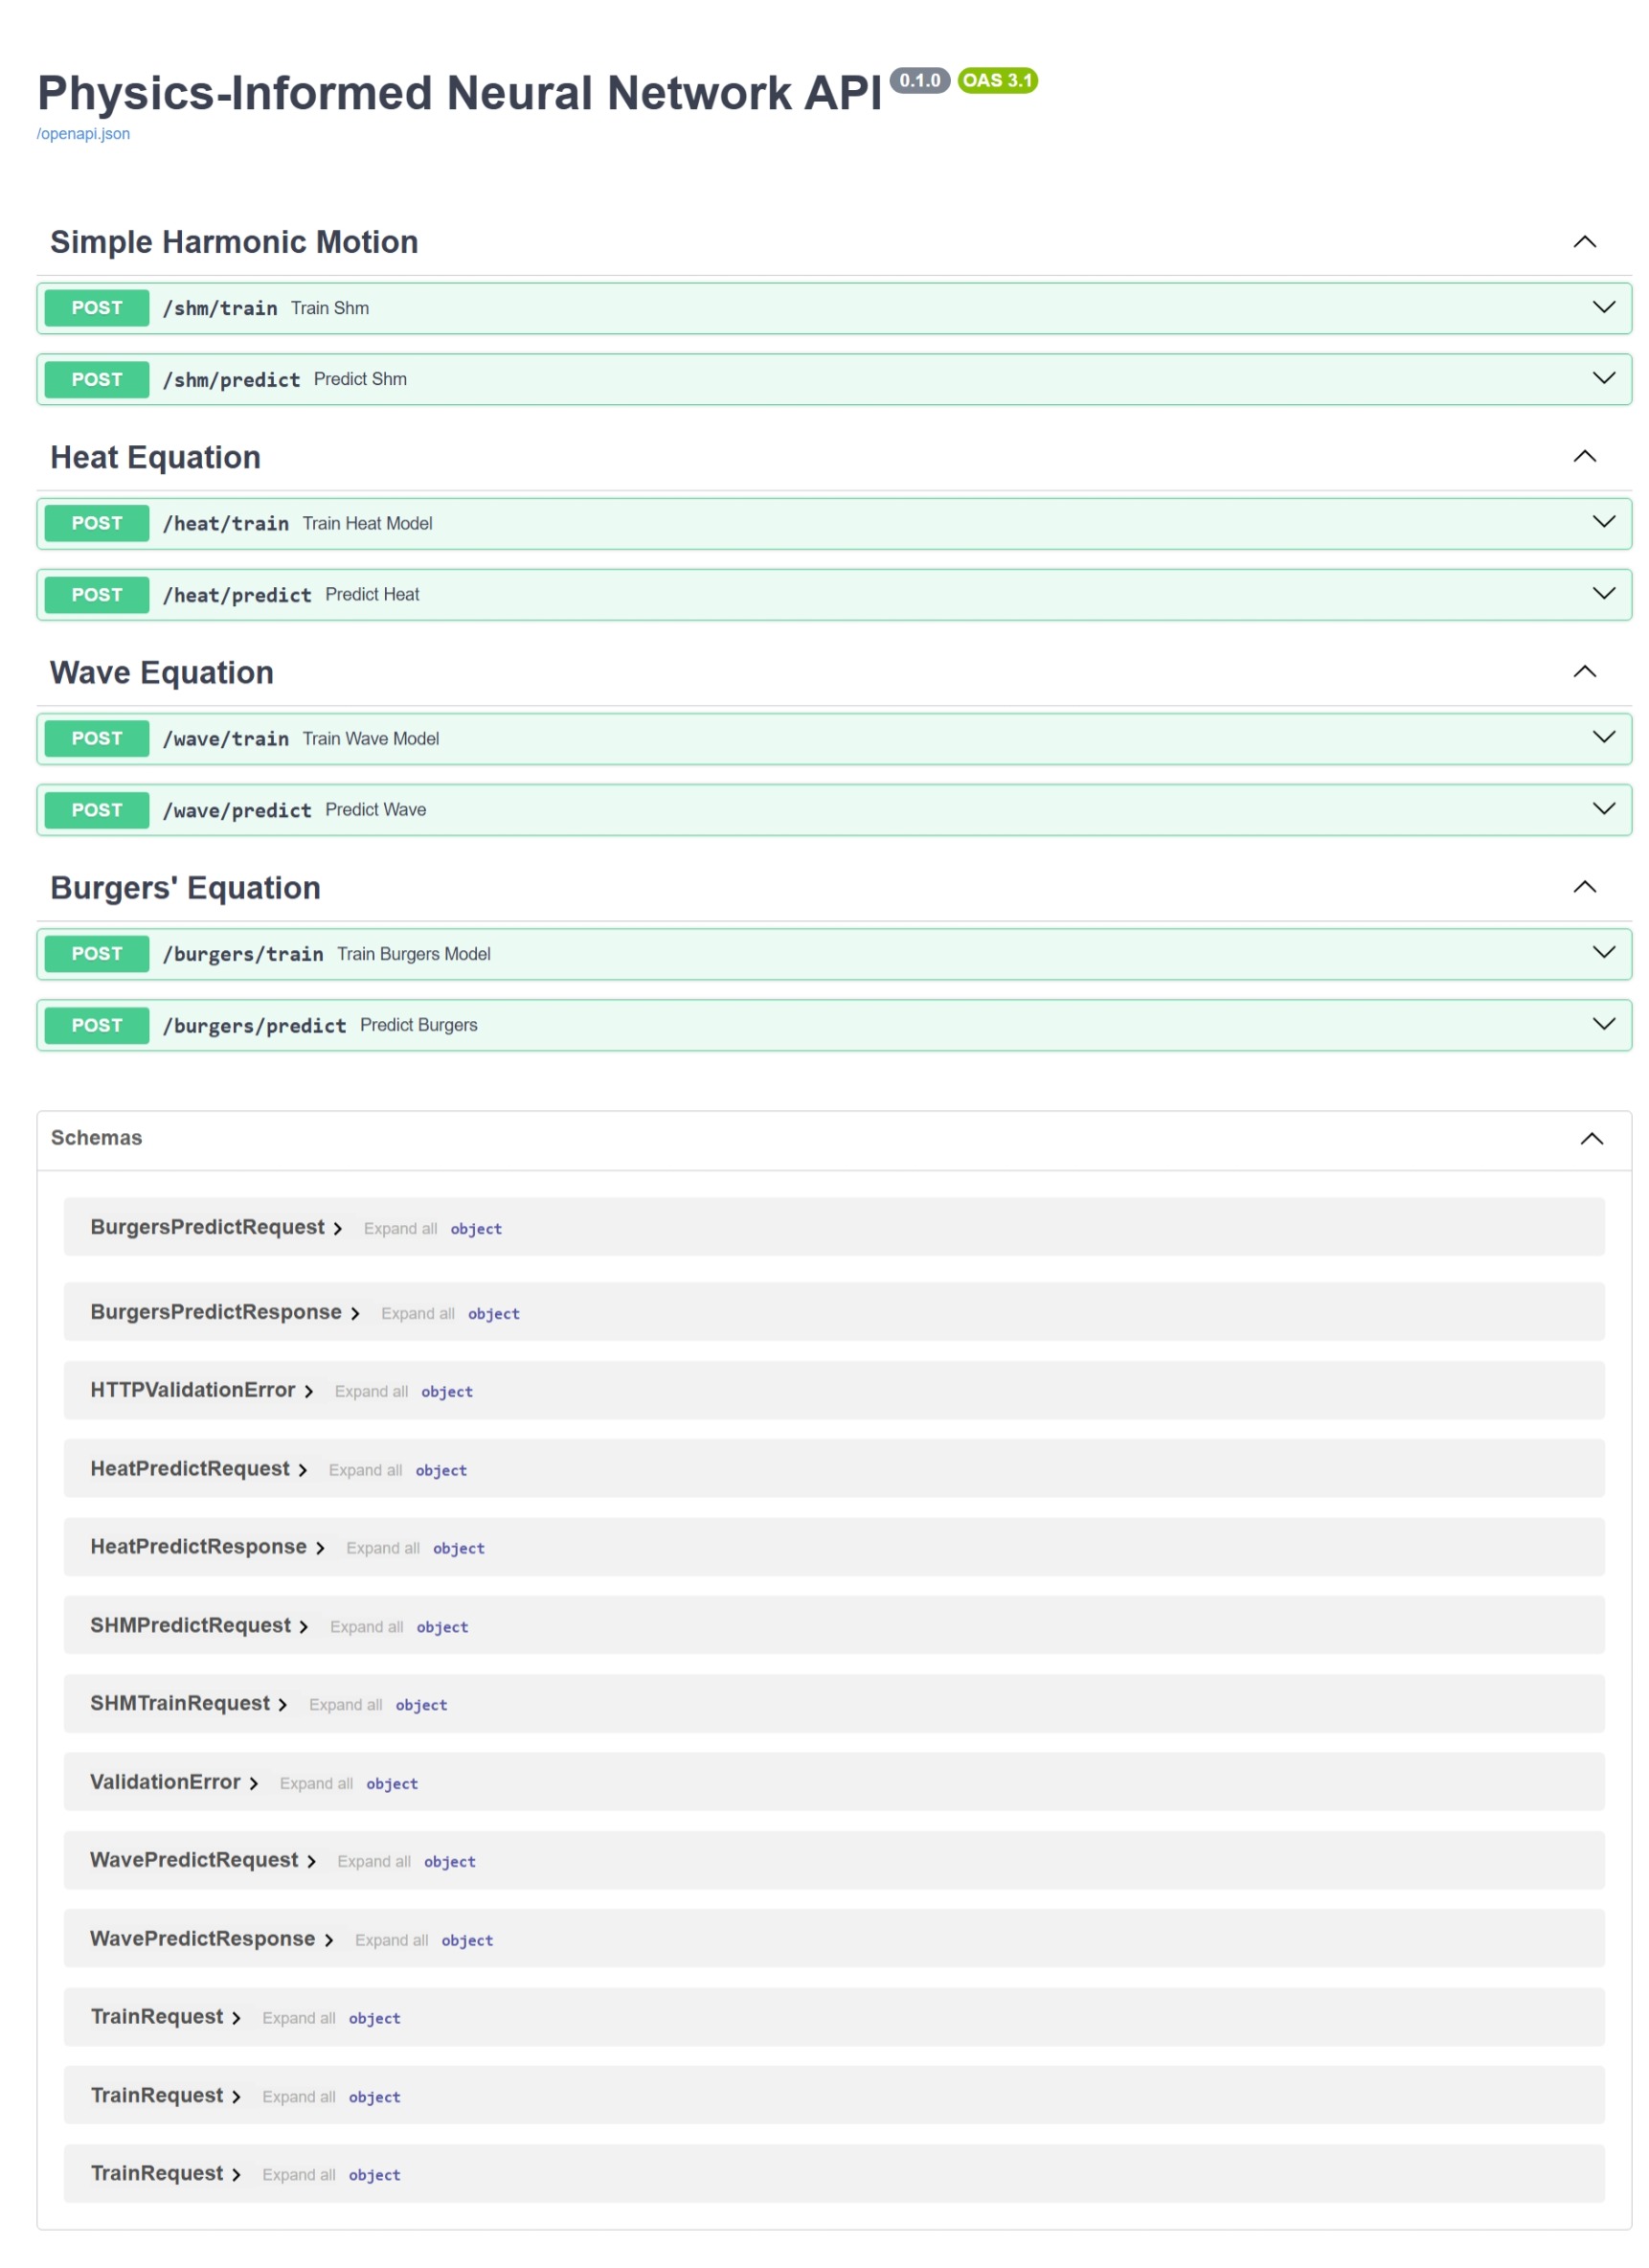 Physics-Informed Neural Network API 0.1.0 OAS 3.1
/openapi.json
Simple Harmonic Motion
POST /shm/train Train Shm
POST /shm/predict Predict Shm
Heat Equation
POST /heat/train Train Heat Model
POST /heat/predict Predict Heat
Wave Equation
POST /wave/train Train Wave Model
POST /wave/predict Predict Wave
Burgers' Equation
POST /burgers/train Train Burgers Model
POST /burgers/predict Predict Burgers
Schemas
BurgersPredictRequest Expand all object
BurgersPredictResponse Expand all object
HTTPValidationError Expand all object
HeatPredictRequest Expand all object
HeatPredictResponse Expand all object
SHMPredictRequest Expand all object
SHMTrainRequest Expand all object
ValidationError Expand all object
WavePredictRequest Expand all object
WavePredictResponse Expand all object
TrainRequest Expand all object
TrainRequest Expand all object
TrainRequest Expand all object